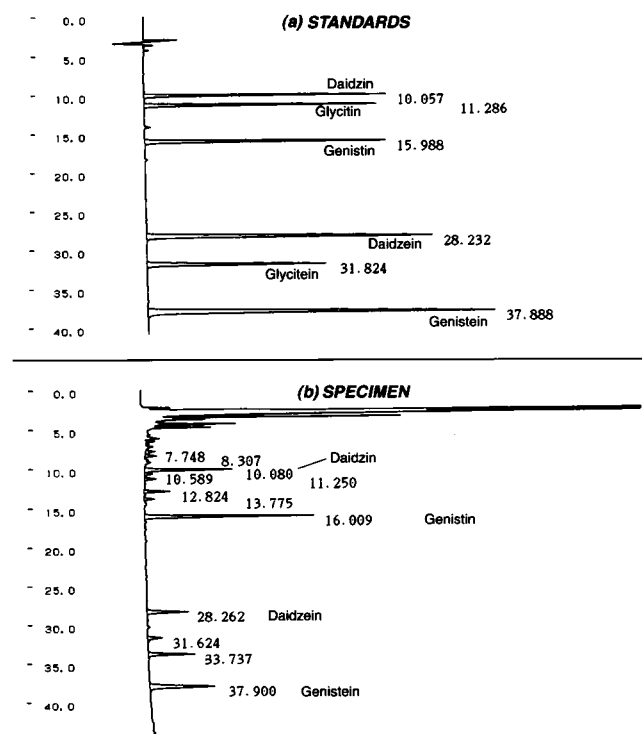 (a) STANDARDS
- 0. 0
- 5. 0
Daidzin
- 10. 0
10.057
Glycitin
11.286
- 15. 0
Genistin
15.988
- 20. 0
- 25. 0
Daidzein
28.232
- 30. 0
Glycitein
31.824
- 35. 0
Genistein
37.888
- 40. 0
(b) SPECIMEN
- 0. 0
- 5. 0
7.748
8.307
Daidzin
- 10. 0
10.080
10.589
11.250
12.824
13.775
- 15. 0
16.009
Genistin
- 20. 0
- 25. 0
28.262
Daidzein
- 30. 0
31.624
33.737
- 35. 0
37.900
Genistein
- 40. 0